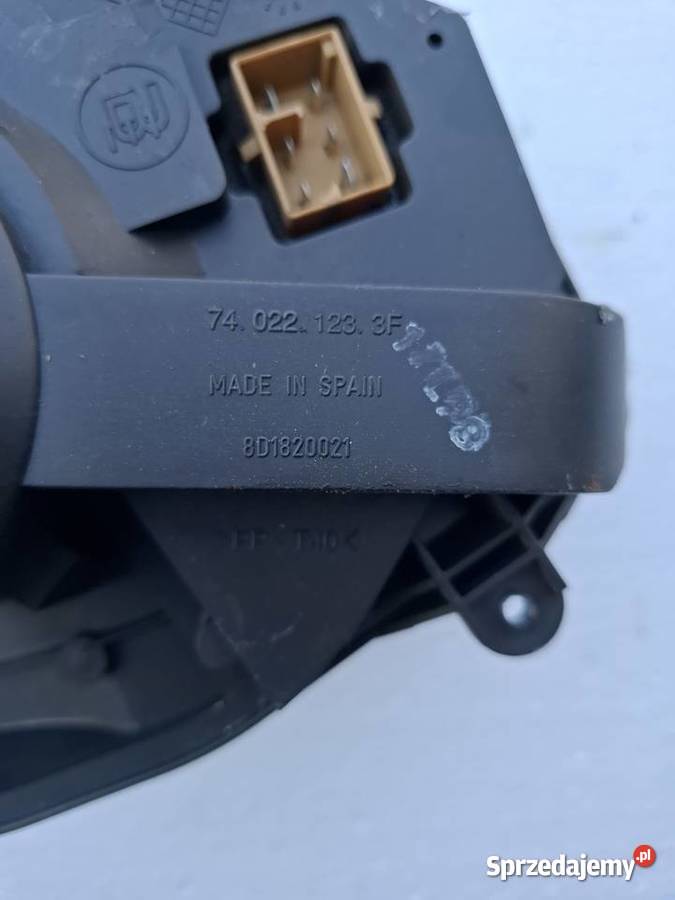 74.022.123.3F
MADE IN SPAIN
8D1820021
Sprzedajemy.pl